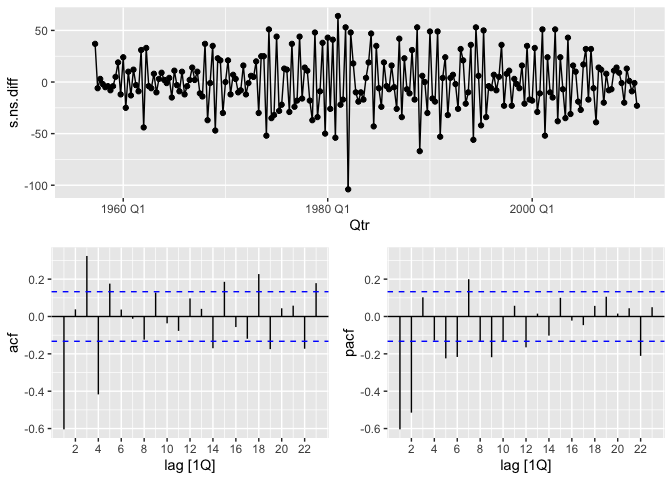 50
0
-50
-100
s.ns.diff
1960 Q1
1980 Q1
2000 Q1
Qtr
0.2
0.0
-0.2
-0.4
-0.6
acf
2 4 6 8 10 12 14 16 18 20 22
lag [1Q]
0.2
0.0
-0.2
-0.4
-0.6
pacf
2 4 6 8 10 12 14 16 18 20 22
lag [1Q]